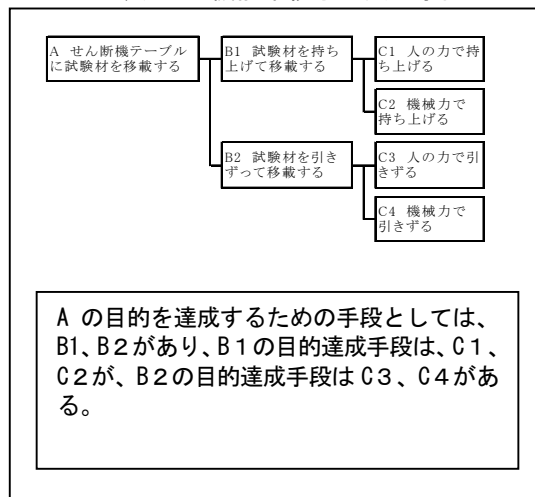 A せん断機テーブル
に試験材を移載する
B1 試験材を持ち
上げて移載する
C1 人の力で持
ち上げる
C2 機械力で
持ち上げる
B2 試験材を引き
ずって移載する
C3 人の力で引
きずる
C4 機械力で
引きずる
A の目的を達成するための手段としては、
B1、B２があり、B１の目的達成手段は、C１、
C２が、B２の目的達成手段は C３、C４があ
る。